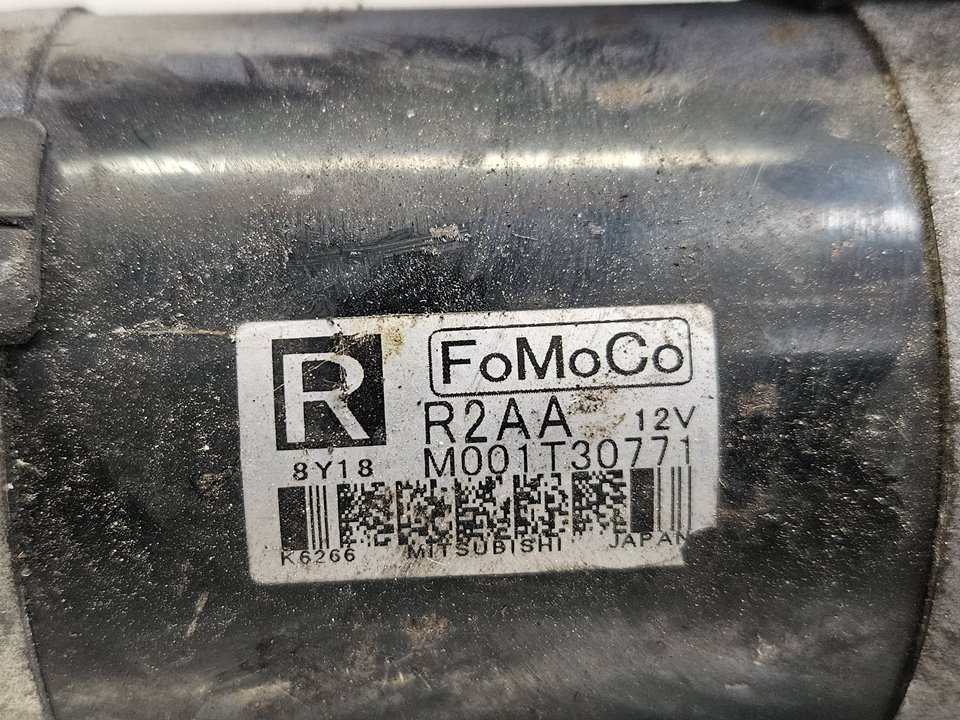 R
FoMoCo
R2AA 12V
8Y18 M001T30771
K6266 MITSUBISHI JAPAN